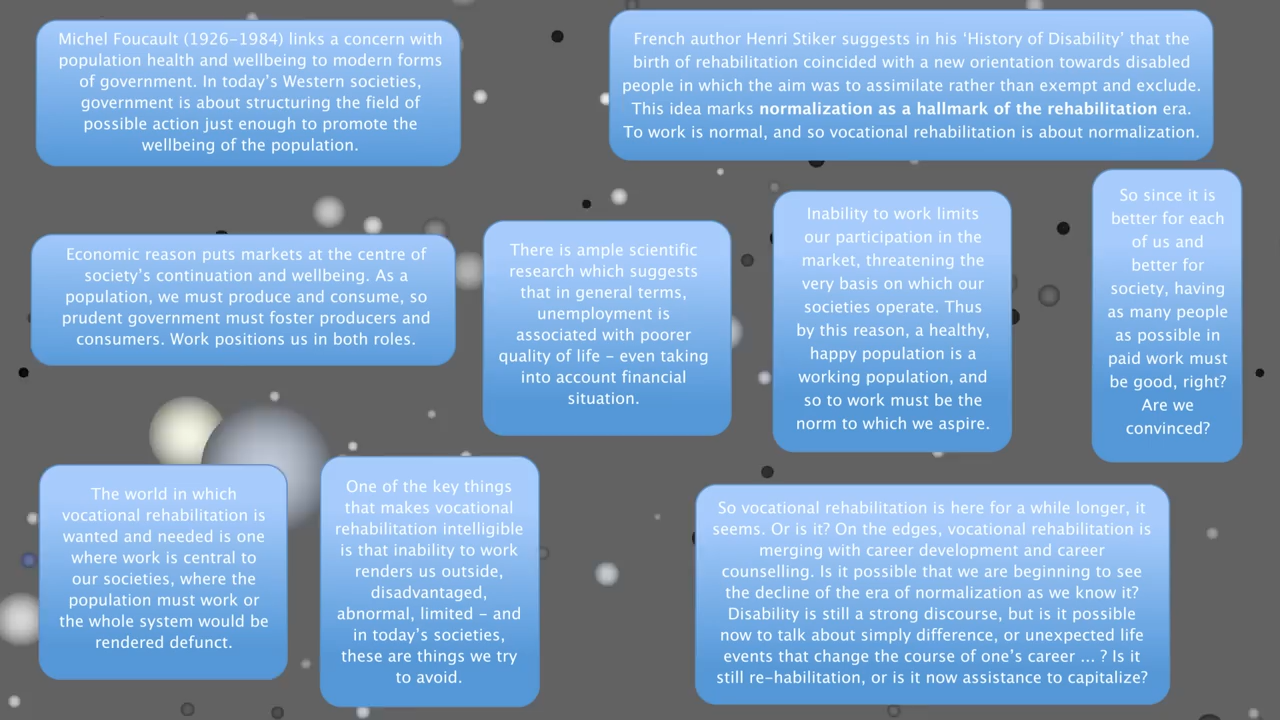 Michel Foucault (1926-1984) links a concern with
population health and wellbeing to modern forms
of government. In today's Western societies,
government is about structuring the field of
possible action just enough to promote the
wellbeing of the population.
French author Henri Stiker suggests in his 'History of Disability' that the
birth of rehabilitation coincided with a new orientation towards disabled
people in which the aim was to assimilate rather than exempt and exclude.
This idea marks normalization as a hallmark of the rehabilitation era.
To work is normal, and so vocational rehabilitation is about normalization.
Economic reason puts markets at the centre of
society's continuation and wellbeing. As a
population, we must produce and consume, so
prudent government must foster producers and
consumers. Work positions us in both roles.
There is ample scientific
research which suggests
that in general terms,
unemployment is
associated with poorer
quality of life – even taking
into account financial
situation.
Inability to work limits
our participation in the
market, threatening the
very basis on which our
societies operate. Thus
by this reason, a healthy,
happy population is a
working population, and
so to work must be the
norm to which we aspire.
So since it is
better for each
of us and
better for
society, having
as many people
as possible in
paid work must
be good, right?
Are we
convinced?
The world in which
vocational rehabilitation is
wanted and needed is one
where work is central to
our societies, where the
population must work or
the whole system would be
rendered defunct.
One of the key things
that makes vocational
rehabilitation intelligible
is that inability to work
renders us outside,
disadvantaged,
abnormal, limited – and
in today's societies,
these are things we try
to avoid.
So vocational rehabilitation is here for a while longer, it
seems. Or is it? On the edges, vocational rehabilitation is
merging with career development and career
counselling. Is it possible that we are beginning to see
the decline of the era of normalization as we know it?
Disability is still a strong discourse, but is it possible
now to talk about simply difference, or unexpected life
events that change the course of one's career ... ? Is it
still re-habilitation, or is it now assistance to capitalize?